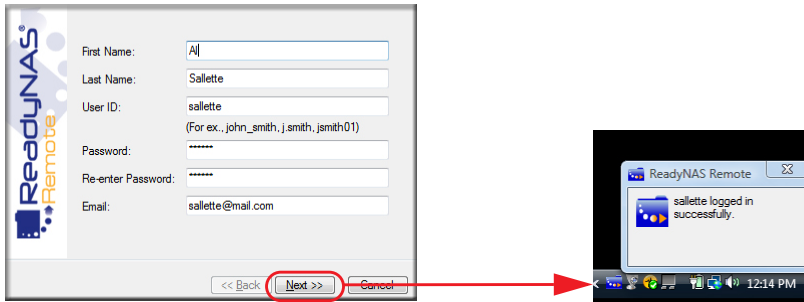 ReadyNAS®
Remote
First Name: Al
Last Name: Sallette
User ID: sallette
(For ex., john_smith, j.smith, jsmith01)
Password: ******
Re-enter Password: ******
Email: sallette@mail.com
<< Back Next >> Cancel
ReadyNAS Remote
sallette logged in
successfully.
12:14 PM